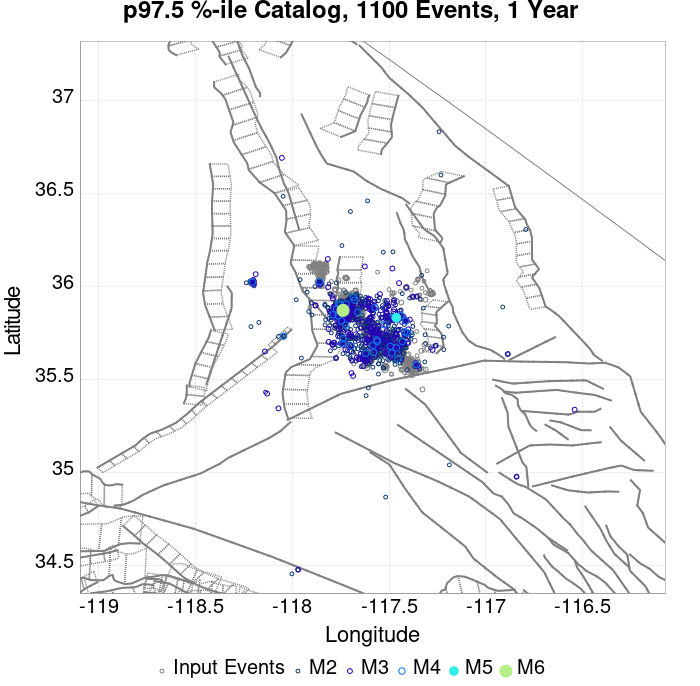 p97.5 %-ile Catalog, 1100 Events, 1 Year
37
36.5
36
35.5
35
34.5
Latitude
-119 -118.5 -118 -117.5 -117 -116.5
Longitude
Input Events M2 M3 M4 M5 M6